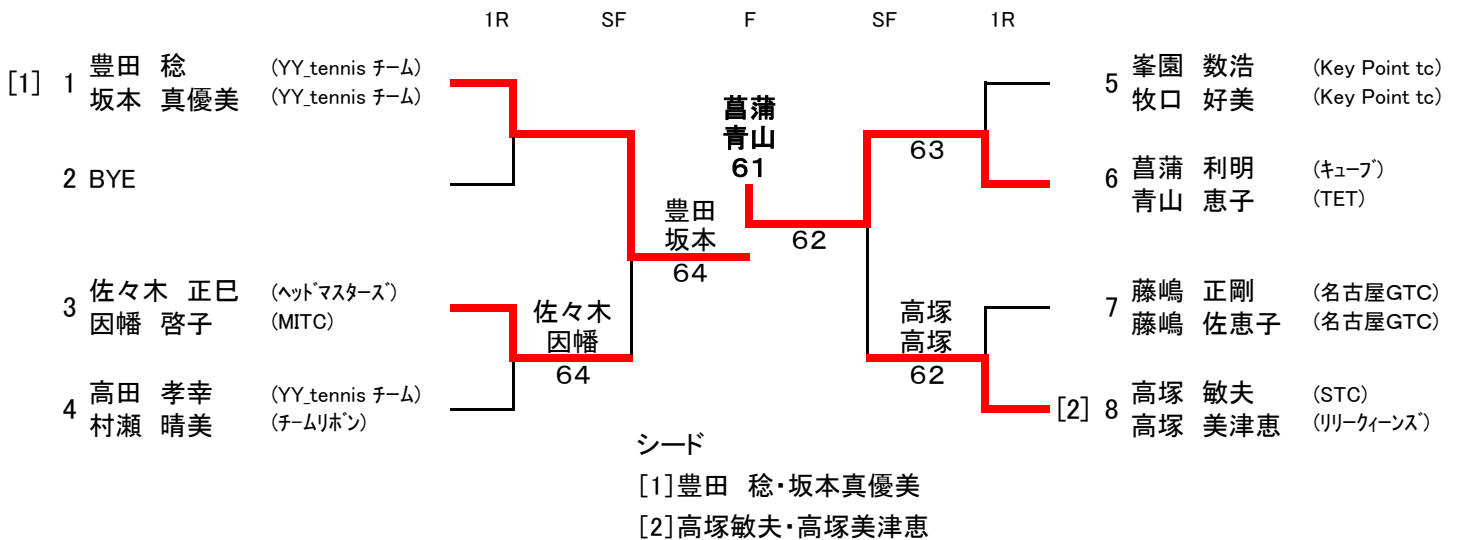 1R SF F SF 1R
[1] 1 豊田 稔 (YY_tennis チーム)
坂本 真優美 (YY_tennis チーム)
2 BYE
3 佐々木 正巳 (ヘッドマスターズ)
因幡 啓子 (MITC)
4 高田 孝幸 (YY_tennis チーム)
村瀬 晴美 (チームリボン)
佐々木
因幡
64
豊田
坂本
64
菖蒲
青山
61
62
63
高塚
高塚
62
5 峯園 数浩 (Key Point tc)
牧口 好美 (Key Point tc)
6 菖蒲 利明 (キューブ)
青山 恵子 (TET)
7 藤嶋 正剛 (名古屋GTC)
藤嶋 佐恵子 (名古屋GTC)
[2] 8 高塚 敏夫 (STC)
高塚 美津恵 (リリークィーンズ)
シード
[1]豊田 稔・坂本真優美
[2]高塚敏夫・高塚美津恵